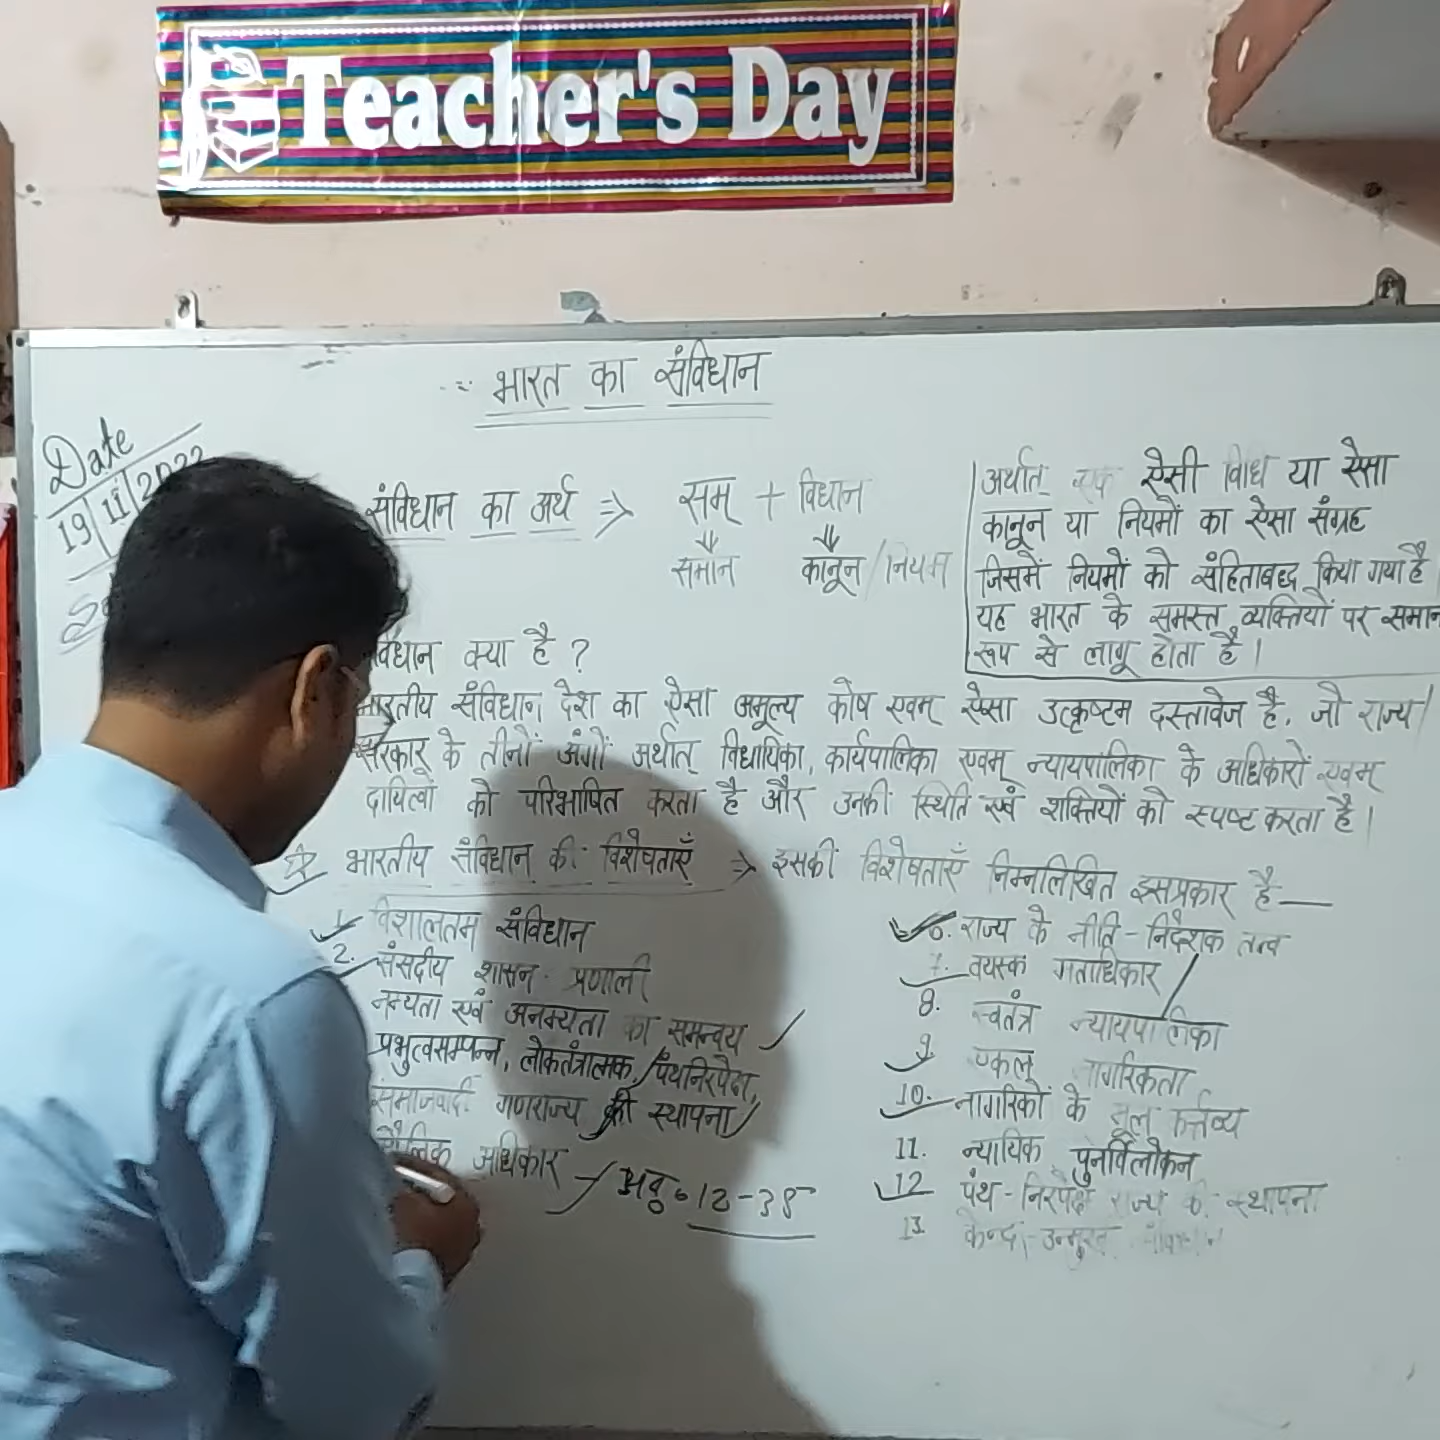 Teacher's Day
भारत का संविधान
Date
19/11/2022
संविधान का अर्थ ⇒ सम् + विधान
समान कानून/नियम
अर्थात् एक ऐसी विधि या ऐसा
कानून या नियमों का ऐसा संग्रह
जिसमें नियमों को संहिताबद्ध किया गया है
यह भारत के समस्त व्यक्तियों पर समान
रूप से लागू होता है।
विधान क्या है ?
भारतीय संविधान देश का ऐसा अमूल्य कोष एवम् ऐसा उत्कृष्टम दस्तावेज है, जो राज्य/
सरकार के तीनों अंगों अर्थात् विधायिका, कार्यपालिका एवम् न्यायपालिका के अधिकारों एवम्
दायित्वों को परिभाषित करता है और उनकी स्थिति एवं शक्तियों को स्पष्ट करता है।
भारतीय संविधान की विशेषताएँ ⇒ इसकी विशेषताएँ निम्नलिखित इसप्रकार है—
1. विशालतम संविधान
2. संसदीय शासन - प्रणाली
नम्यता एवं अनम्यता का समन्वय
प्रभुत्वसम्पन्न, लोकतंत्रात्मक, पंथनिरपेक्ष,
समाजवादी गणराज्य की स्थापना
मौलिक अधिकार अनु० 12-35
6. राज्य के नीति-निदेशक तत्व
7. वयस्क मताधिकार
8. स्वतंत्र न्यायपालिका
9. एकल नागरिकता
10. नागरिकों के मूल कर्त्तव्य
11. न्यायिक पुनर्विलोकन
12 पंथ-निरपेक्ष राज्य की स्थापना
13 केन्द्र-उन्मुख संविधान